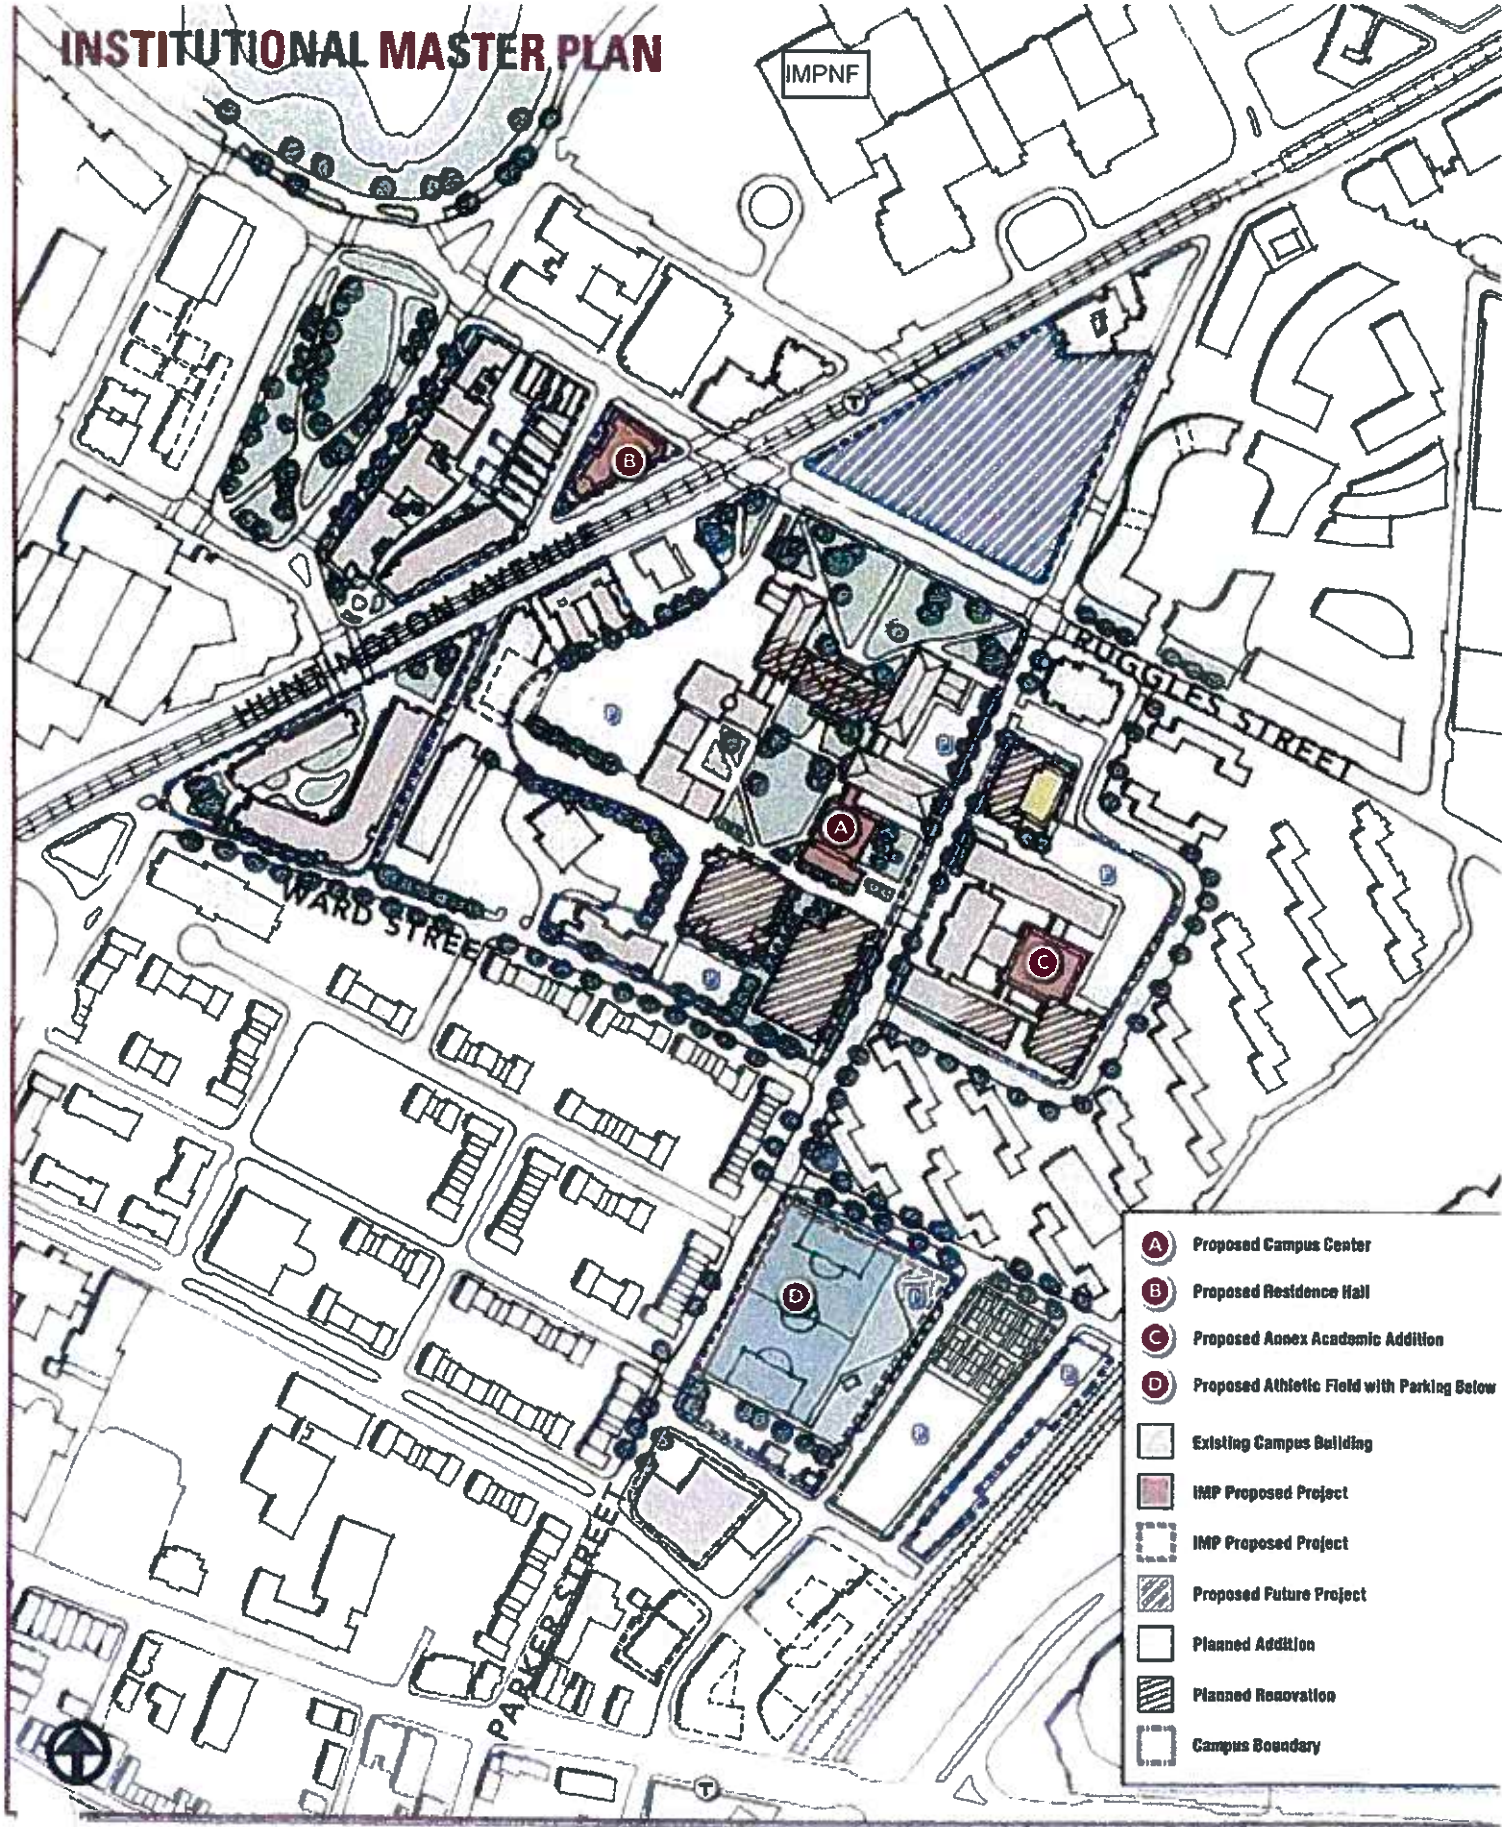 INSTITUTIONAL MASTER PLAN
IMPNF
T
B
HUNTINGTON AVENUE
RUGGLES STREET
P
P
A
P
WARD STREET
C
P
D
P
P
P
PARKER STREET
T
A Proposed Campus Center
B Proposed Residence Hall
C Proposed Annex Academic Addition
D Proposed Athletic Field with Parking Below
Existing Campus Building
IMP Proposed Project
IMP Proposed Project
Proposed Future Project
Planned Addition
Planned Renovation
Campus Boundary